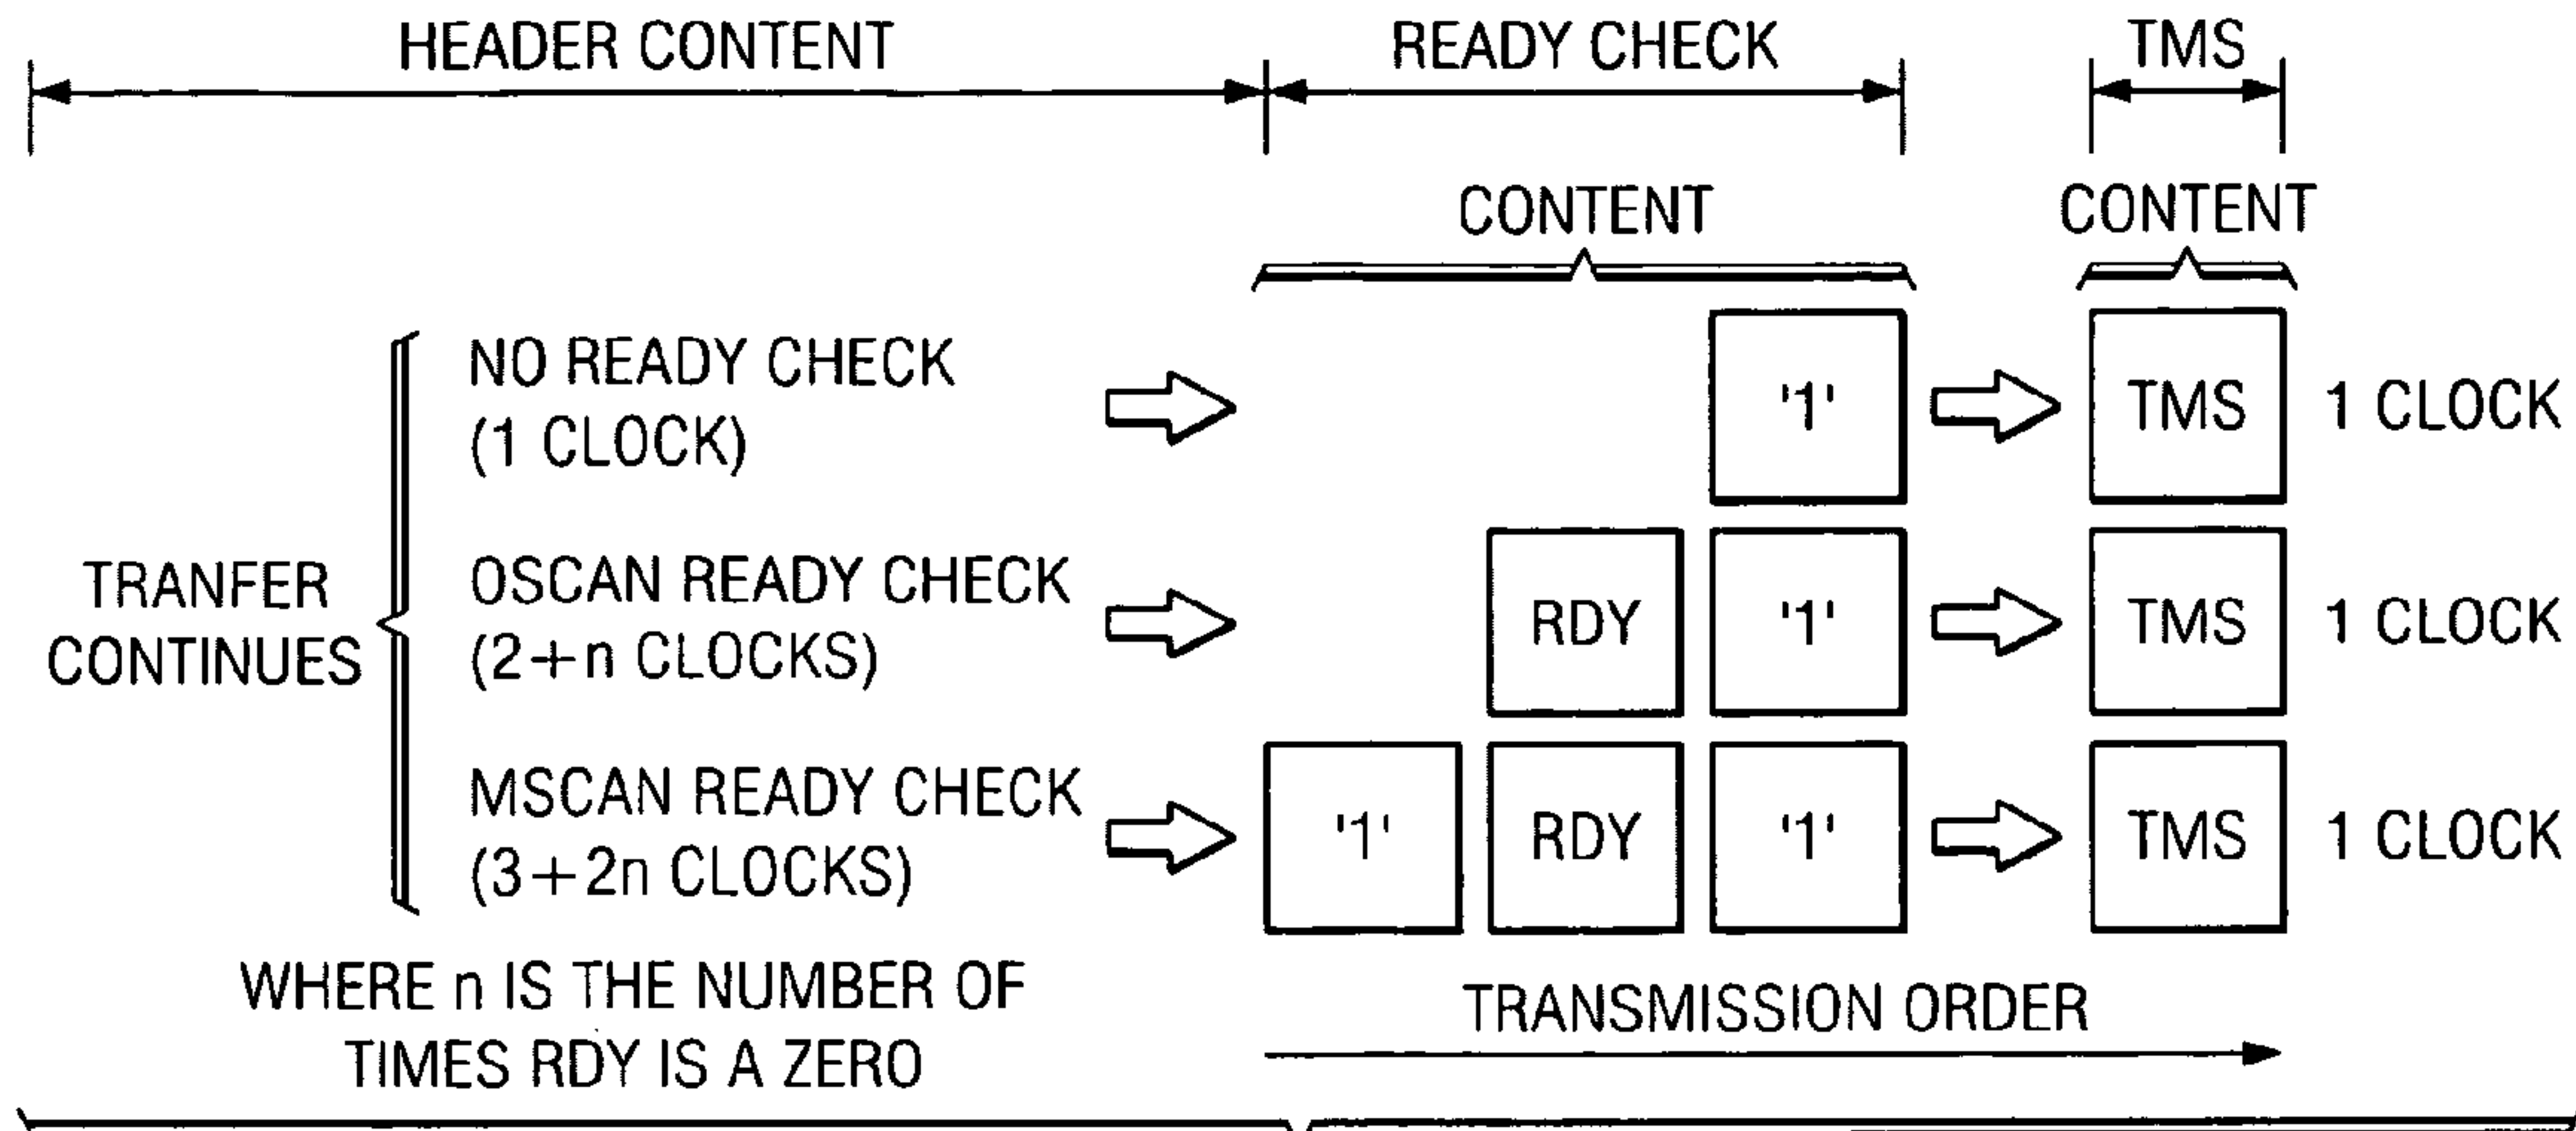 HEADER CONTENT
READY CHECK
TMS
CONTENT
CONTENT
NO READY CHECK
(1 CLOCK)
'1'
TMS
1 CLOCK
TRANFER
CONTINUES
OSCAN READY CHECK
(2+n CLOCKS)
RDY
'1'
TMS
1 CLOCK
MSCAN READY CHECK
(3+2n CLOCKS)
'1'
RDY
'1'
TMS
1 CLOCK
WHERE n IS THE NUMBER OF
TIMES RDY IS A ZERO
TRANSMISSION ORDER